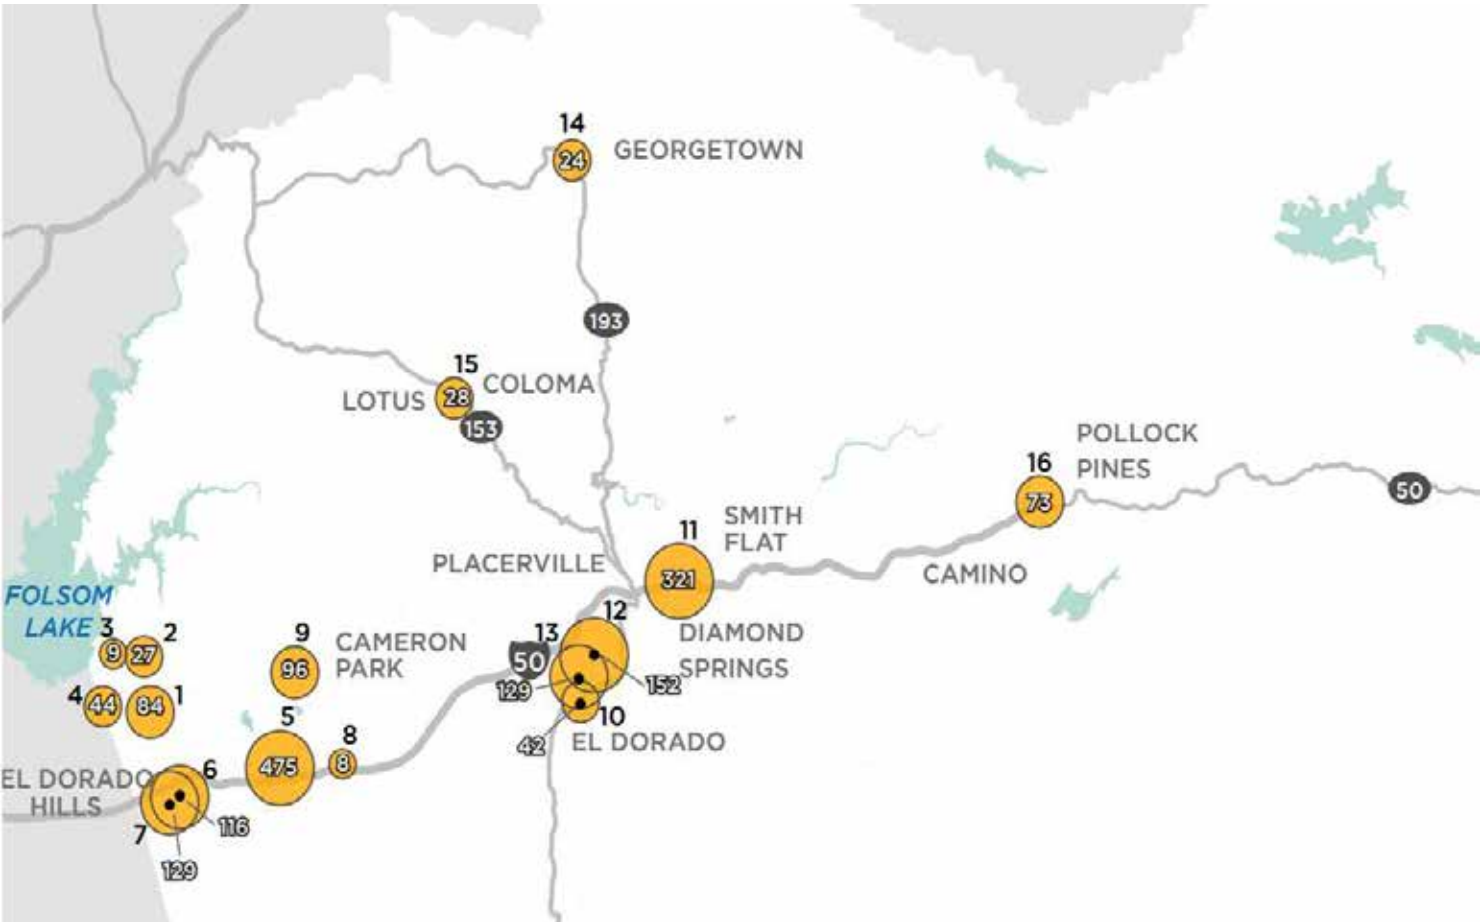 14
24
GEORGETOWN
193
15
COLOMA
LOTUS
28
153
POLLOCK
PINES
16
73
50
SMITH
FLAT
11
321
PLACERVILLE
CAMINO
FOLSOM
LAKE
3
9
2
27
4
44
1
84
9
96
CAMERON
PARK
13
50
12
DIAMOND
SPRINGS
129
152
10
42
EL DORADO
5
475
8
8
EL DORADO
HILLS
6
116
7
129